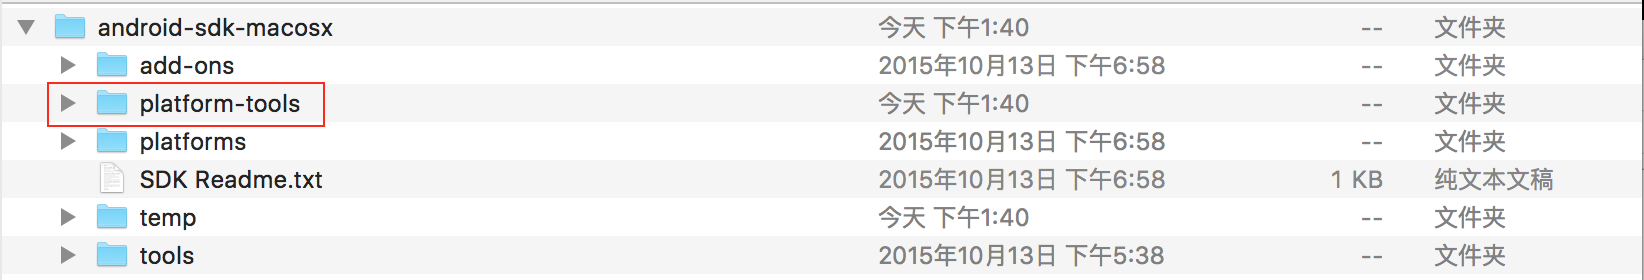 android-sdk-macosx 今天 下午1:40 -- 文件夹
add-ons 2015年10月13日 下午6:58 -- 文件夹
platform-tools 今天 下午1:40 -- 文件夹
platforms 2015年10月13日 下午6:58 -- 文件夹
SDK Readme.txt 2015年10月13日 下午6:58 1 KB 纯文本文稿
temp 今天 下午1:40 -- 文件夹
tools 2015年10月13日 下午5:38 -- 文件夹